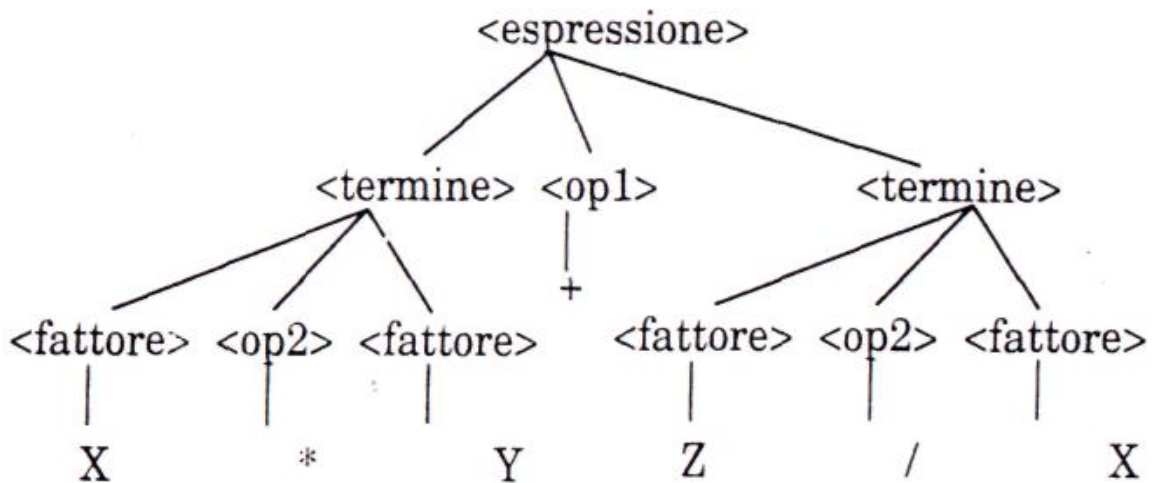 <espressione>
<termine> <op1> <termine>
+
<fattore> <op2> <fattore> <fattore> <op2> <fattore>
X * Y Z / X